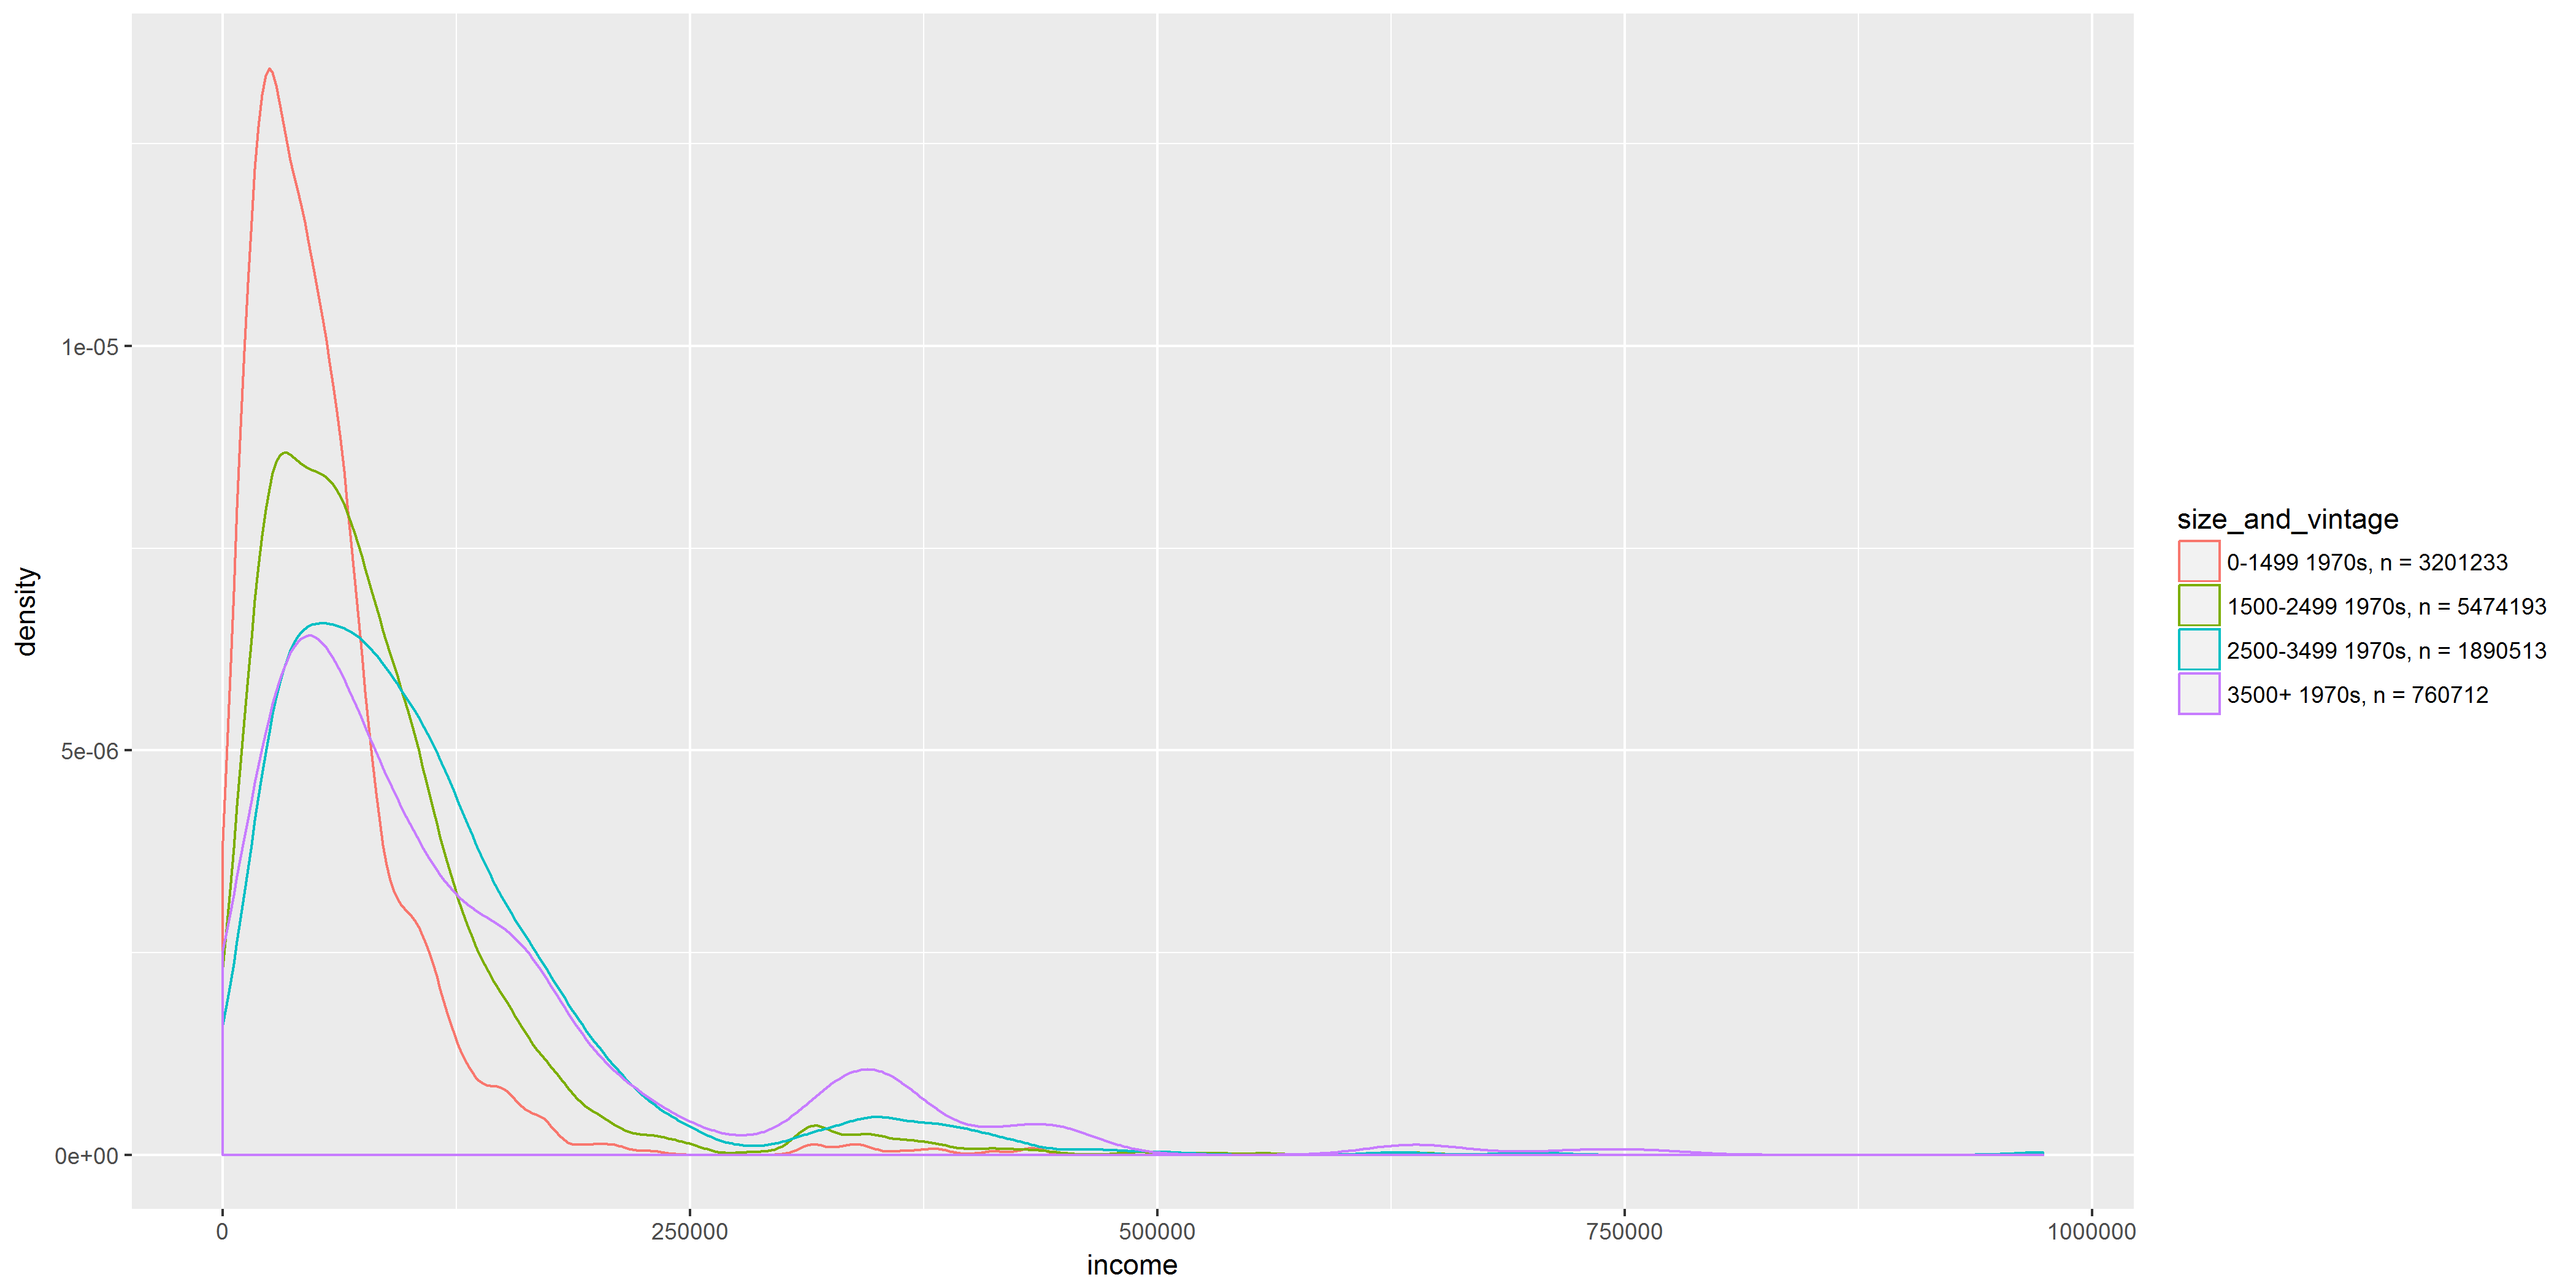 density
1e-05
5e-06
0e+00
0
250000
500000
750000
1000000
income
size_and_vintage
0-1499 1970s, n = 3201233
1500-2499 1970s, n = 5474193
2500-3499 1970s, n = 1890513
3500+ 1970s, n = 760712